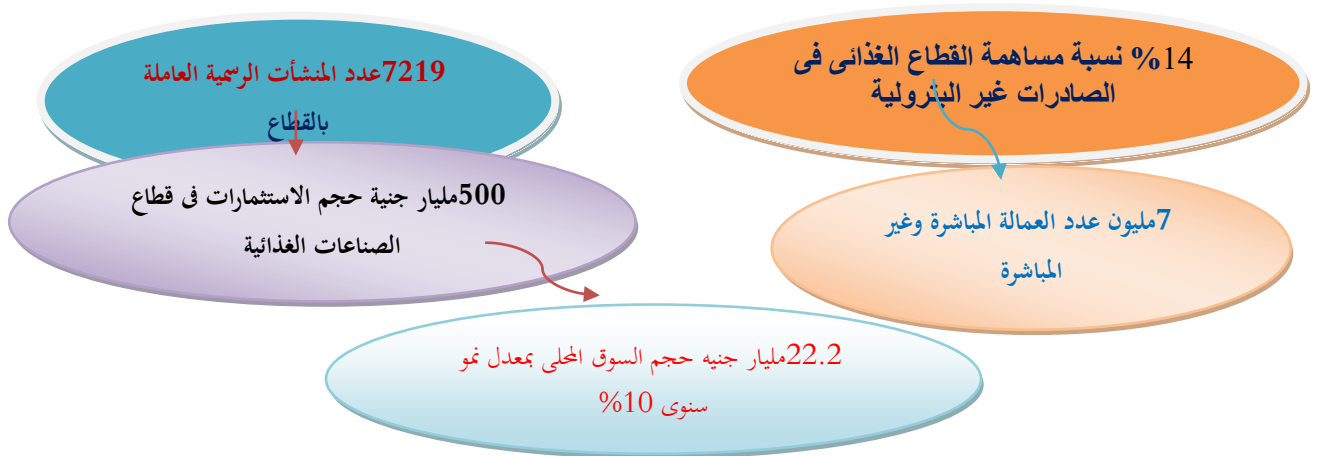 14% نسبة مساهمة القطاع الغذائى فى
الصادرات غير البترولية
7219عدد المنشأت الرسمية العاملة
بالقطاع
7مليون عدد العمالة المباشرة وغير
المباشرة
500مليار جنية حجم الاستثمارات فى قطاع
الصناعات الغذائية
22.2مليار جنيه حجم السوق المحلى بمعدل نمو
سنوى 10%